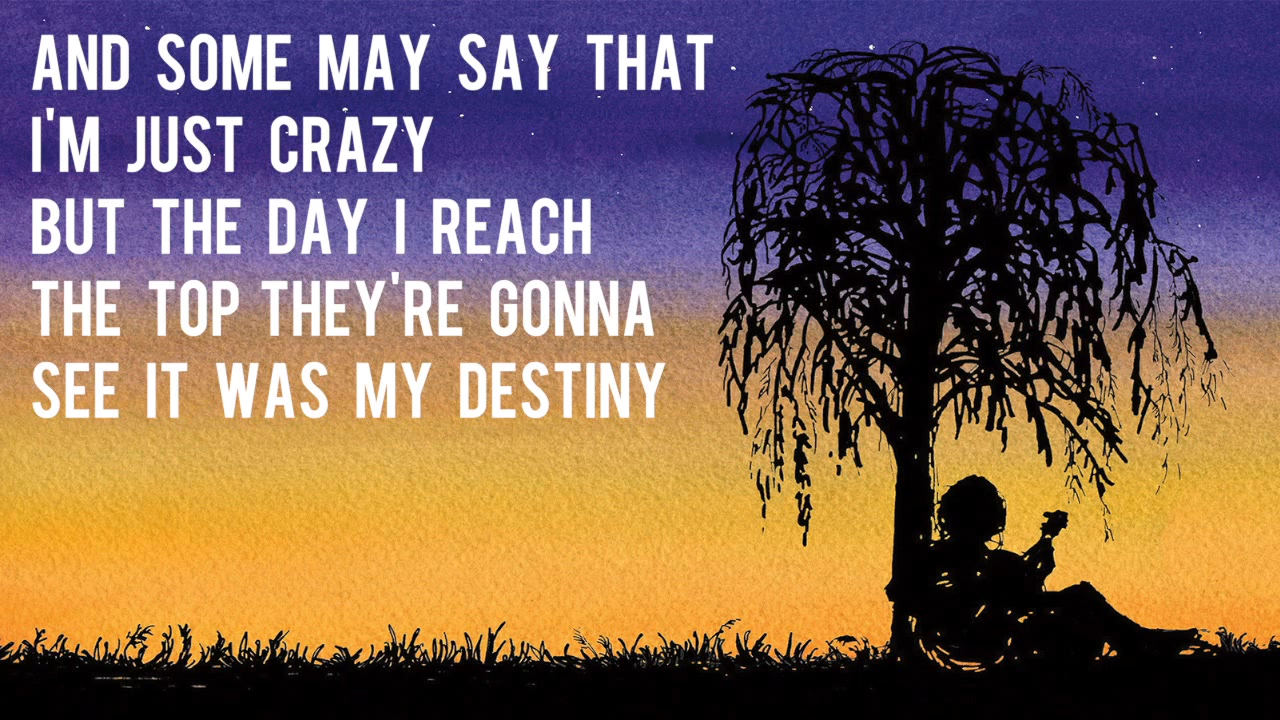 AND SOME MAY SAY THAT
I'M JUST CRAZY
BUT THE DAY I REACH
THE TOP THEY'RE GONNA
SEE IT WAS MY DESTINY